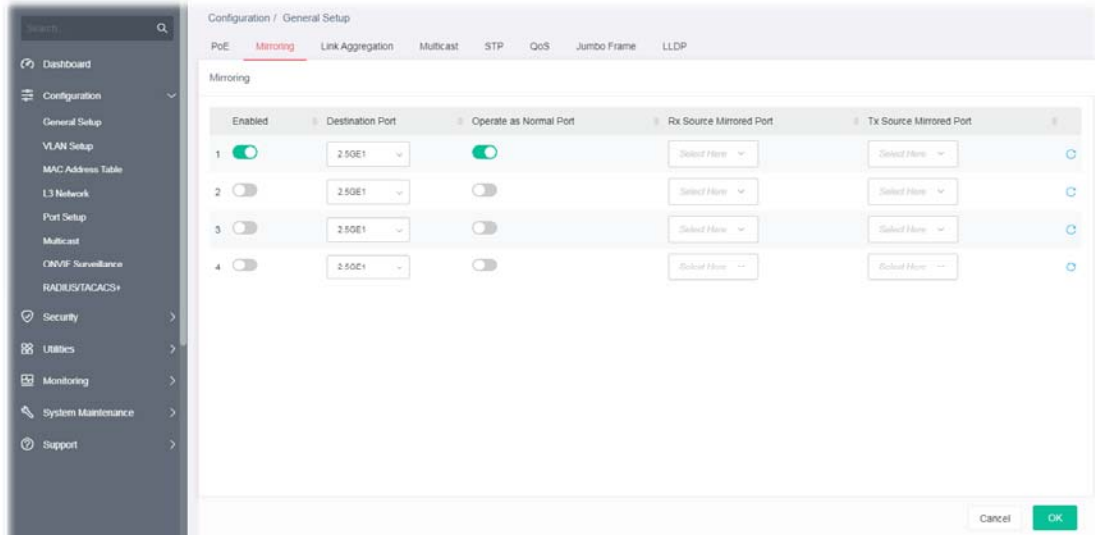 Search...
Dashboard
Configuration
General Setup
VLAN Setup
MAC Address Table
L3 Network
Port Setup
Multicast
ONVIF Surveillance
RADIUS/TACACS+
Security
Utilities
Monitoring
System Maintenance
Support
Configuration / General Setup
PoE Mirroring Link Aggregation Multicast STP QoS Jumbo Frame LLDP
Mirroring
Enabled Destination Port Operate as Normal Port Rx Source Mirrored Port Tx Source Mirrored Port
1 2.5GE1 Select Here Select Here
2 2.5GE1 Select Here Select Here
3 2.5GE1 Select Here Select Here
4 2.5GE1 Select Here Select Here
Cancel OK